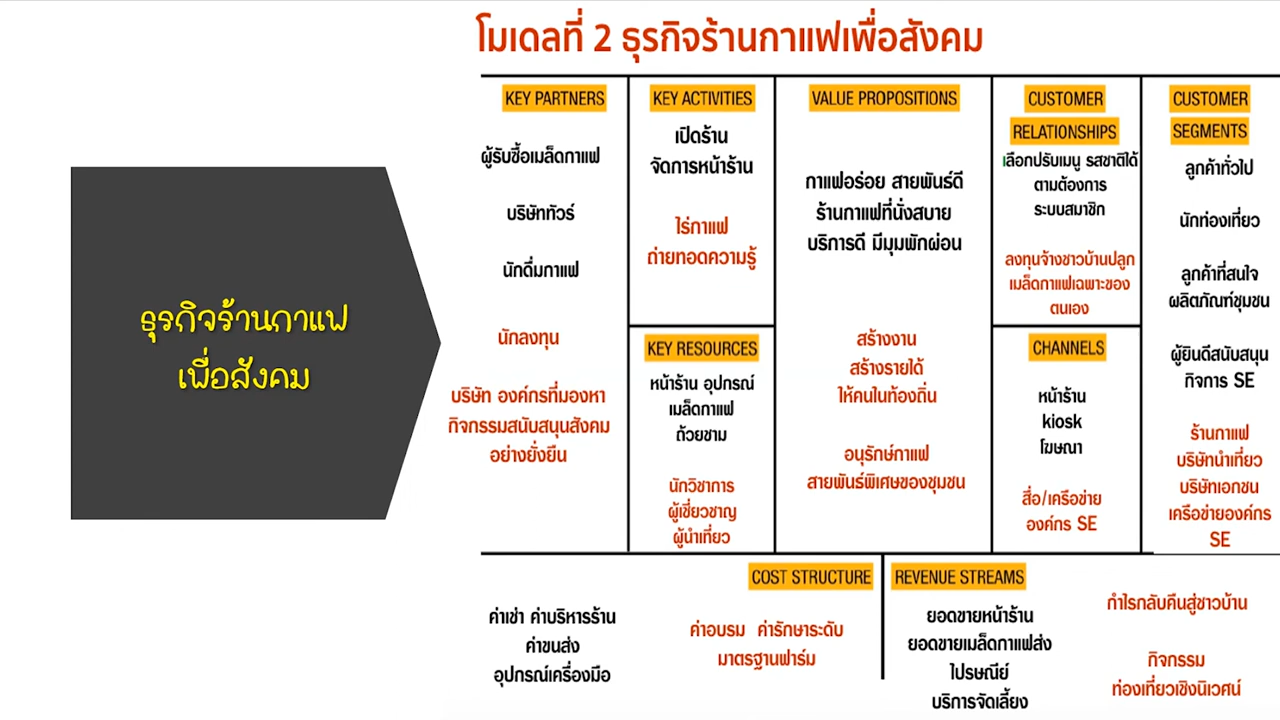 โมเดลที่ 2 ธุรกิจร้านกาแฟเพื่อสังคม
ธุรกิจร้านกาแฟ
เพื่อสังคม
KEY PARTNERS
ผู้รับซื้อเมล็ดกาแฟ
บริษัททัวร์
นักดื่มกาแฟ
นักลงทุน
บริษัท องค์กรที่มองหา
กิจกรรมสนับสนุนสังคม
อย่างยั่งยืน
KEY ACTIVITIES
เปิดร้าน
จัดการหน้าร้าน
ไร่กาแฟ
ถ่ายทอดความรู้
KEY RESOURCES
หน้าร้าน อุปกรณ์
เมล็ดกาแฟ
ถ้วยชาม
นักวิชาการ
ผู้เชี่ยวชาญ
ผู้นำเที่ยว
VALUE PROPOSITIONS
กาแฟอร่อย สายพันธ์ดี
ร้านกาแฟที่นั่งสบาย
บริการดี มีมุมพักผ่อน
สร้างงาน
สร้างรายได้
ให้คนในท้องถิ่น
อนุรักษ์กาแฟ
สายพันธ์พิเศษของชุมชน
CUSTOMER
RELATIONSHIPS
เลือกปรับเมนู รสชาติได้
ตามต้องการ
ระบบสมาชิก
ลงทุนจ้างชาวบ้านปลูก
เมล็ดกาแฟเฉพาะของ
ตนเอง
CHANNELS
หน้าร้าน
kiosk
โฆษณา
สื่อ/เครือข่าย
องค์กร SE
CUSTOMER
SEGMENTS
ลูกค้าทั่วไป
นักท่องเที่ยว
ลูกค้าที่สนใจ
ผลิตภัณฑ์ชุมชน
ผู้ยินดีสนับสนุน
กิจการ SE
ร้านกาแฟ
บริษัทนำเที่ยว
บริษัทเอกชน
เครือข่ายองค์กร
SE
COST STRUCTURE
ค่าเช่า ค่าบริหารร้าน
ค่าขนส่ง
อุปกรณ์เครื่องมือ
ค่าอบรม ค่ารักษาระดับ
มาตรฐานฟาร์ม
REVENUE STREAMS
ยอดขายหน้าร้าน
ยอดขายเมล็ดกาแฟส่ง
ไปรษณีย์
บริการจัดเลี้ยง
กำไรกลับคืนสู่ชาวบ้าน
กิจกรรม
ท่องเที่ยวเชิงนิเวศน์